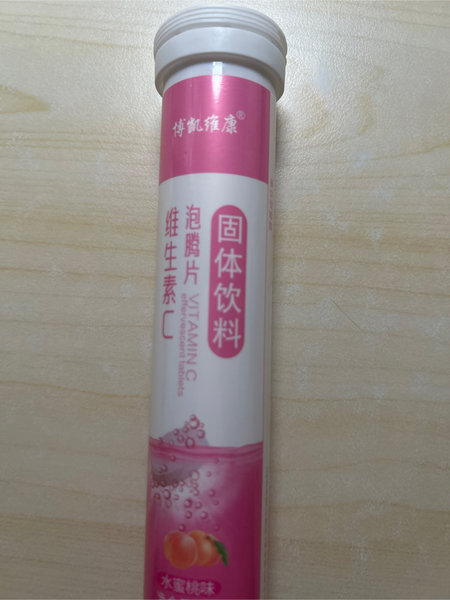 博凯维康®
固体饮料
维生素C
泡腾片
VITAMIN C
effervescent tablets
水蜜桃味